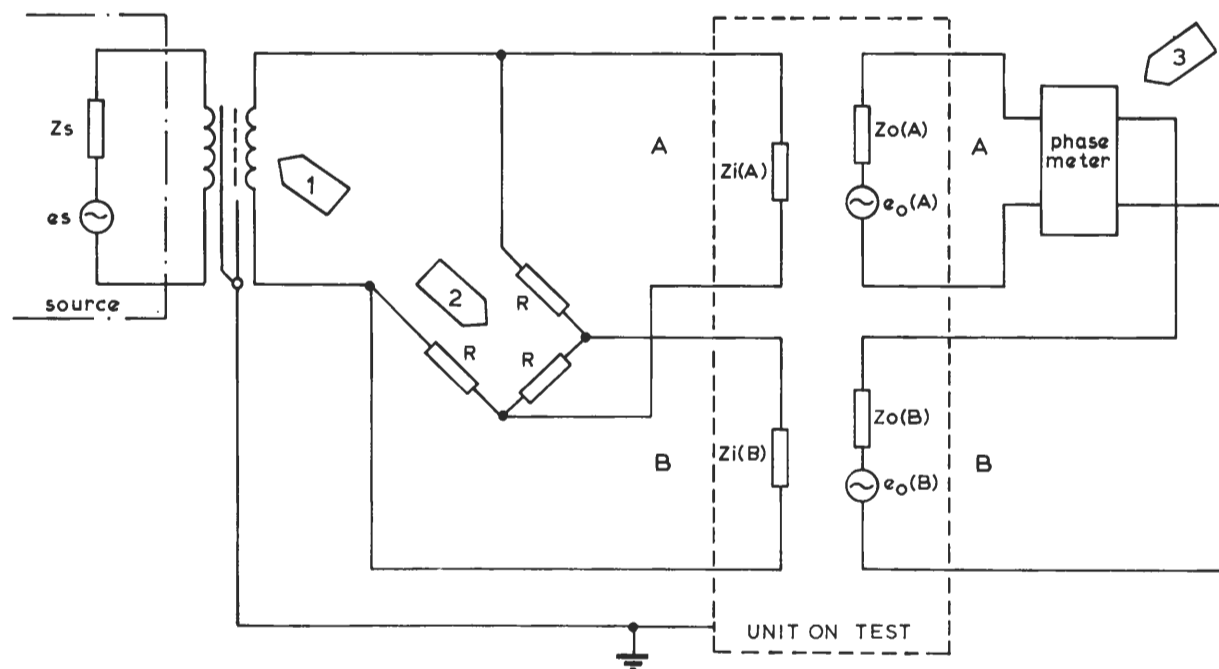 Zs
es
source
1
2
R
R
R
A
B
Zi(A)
Zi(B)
Zo(A)
eo(A)
A
Zo(B)
eo(B)
B
phase
meter
3
UNIT ON TEST